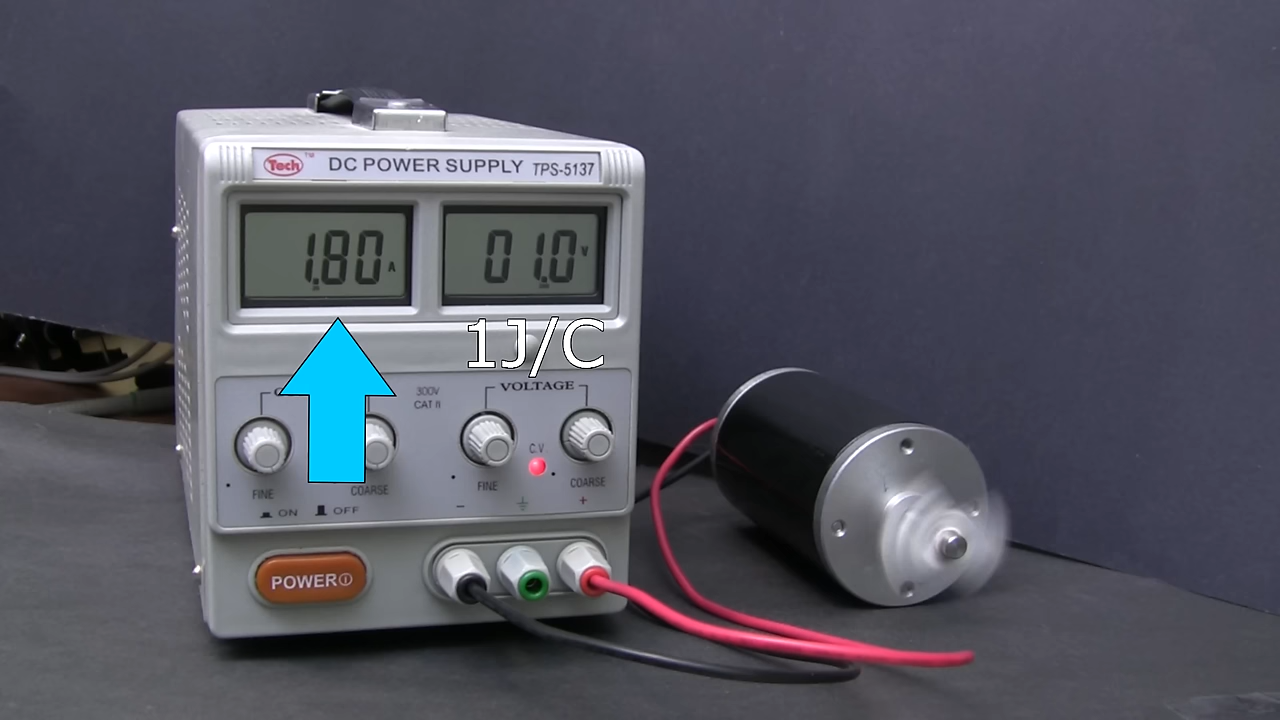 Tech TM DC POWER SUPPLY TPS-5137
1.80 A 01.0 V
1J/C
300V
CAT II
VOLTAGE
C.V
FINE COARSE FINE COARSE
ON OFF − +
POWER